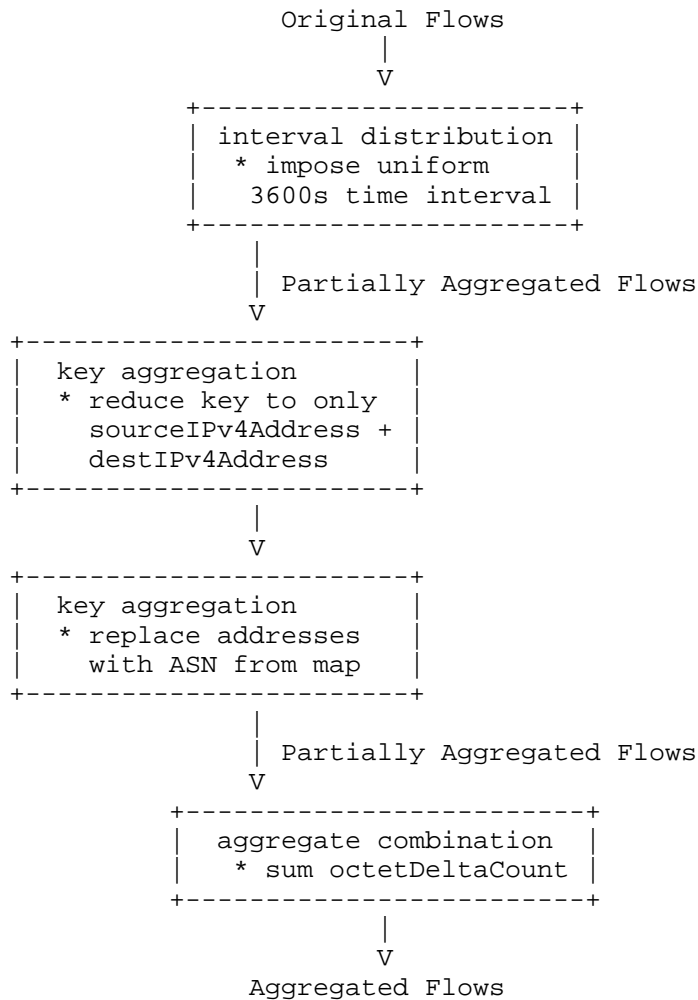 Original Flows
|
V
+-----------------------+
| interval distribution |
| * impose uniform |
| 3600s time interval |
+-----------------------+
|
| Partially Aggregated Flows
V
+------------------------+
| key aggregation |
| * reduce key to only |
| sourceIPv4Address + |
| destIPv4Address |
+------------------------+
|
V
+------------------------+
| key aggregation |
| * replace addresses |
| with ASN from map |
+------------------------+
|
| Partially Aggregated Flows
V
+-------------------------+
| aggregate combination |
| * sum octetDeltaCount |
+-------------------------+
|
V
Aggregated Flows